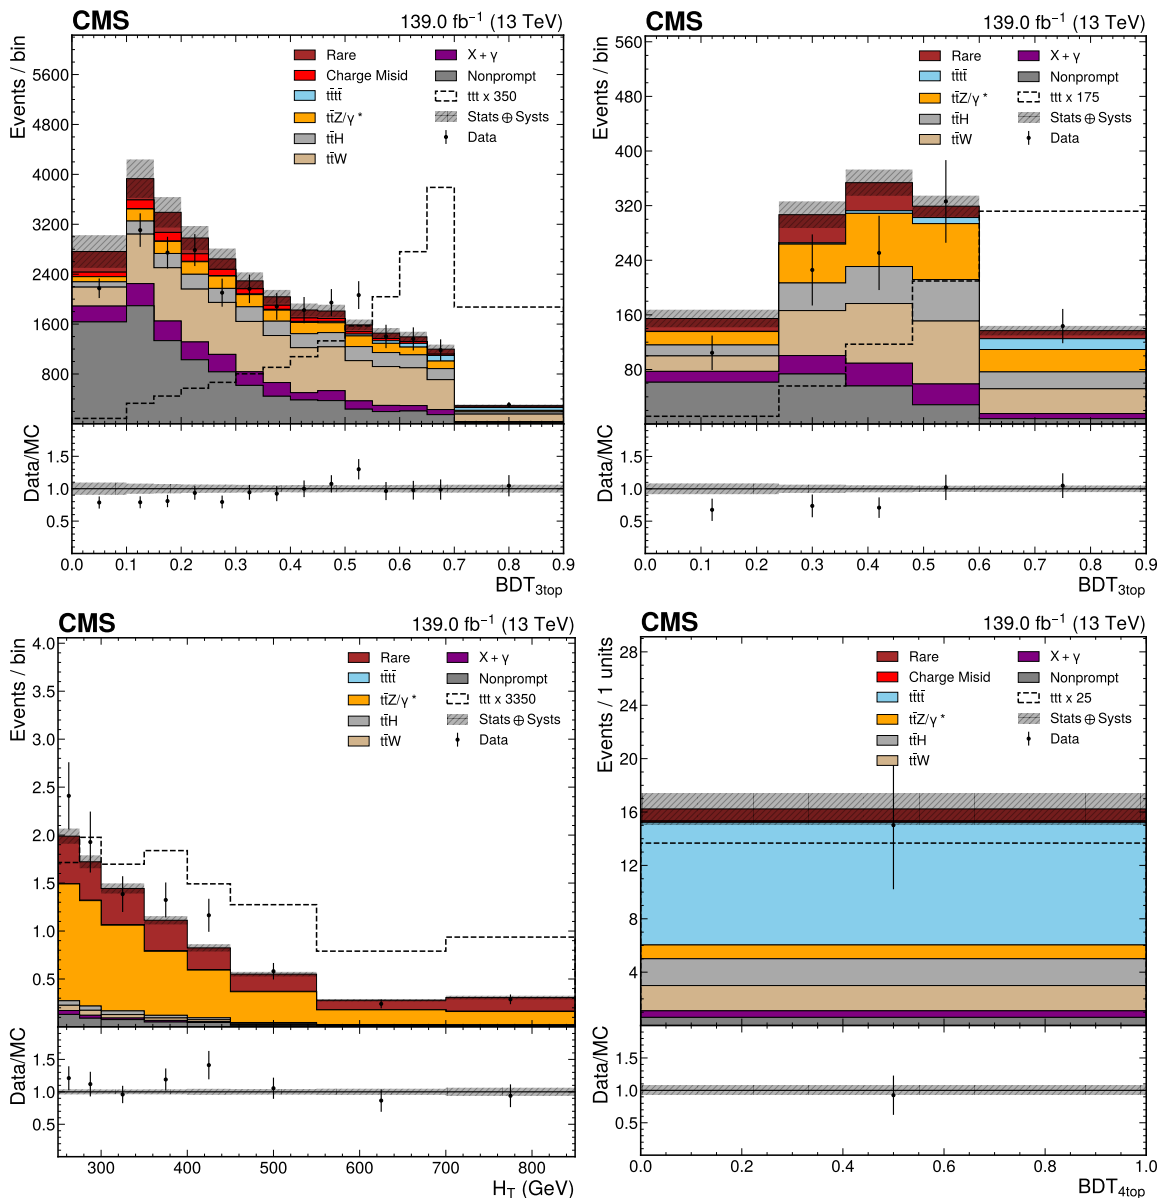 CMS 139.0 fb⁻¹ (13 TeV)
Events / bin
6400
5600
4800
4000
3200
2400
1600
800
Rare
Charge Misid
tt̄tt̄
tt̄Z/γ *
tt̄H
tt̄W
X + γ
Nonprompt
ttt x 350
Stats ⊕ Systs
Data
Data/MC
1.5
1.0
0.5
0.0 0.1 0.2 0.3 0.4 0.5 0.6 0.7 0.8 0.9
BDT3top
CMS 139.0 fb⁻¹ (13 TeV)
Events / bin
560
480
400
320
240
160
80
Rare
tt̄tt̄
tt̄Z/γ *
tt̄H
tt̄W
X + γ
Nonprompt
ttt x 175
Stats ⊕ Systs
Data
Data/MC
1.5
1.0
0.5
0.0 0.1 0.2 0.3 0.4 0.5 0.6 0.7 0.8 0.9
BDT3top
CMS 139.0 fb⁻¹ (13 TeV)
Events / bin
4.0
3.5
3.0
2.5
2.0
1.5
1.0
0.5
Rare
tt̄tt̄
tt̄Z/γ *
tt̄H
tt̄W
X + γ
Nonprompt
ttt x 3350
Stats ⊕ Systs
Data
Data/MC
1.5
1.0
0.5
300 400 500 600 700 800
HT (GeV)
CMS 139.0 fb⁻¹ (13 TeV)
Events / 1 units
28
24
20
16
12
8
4
Rare
Charge Misid
tt̄tt̄
tt̄Z/γ *
tt̄H
tt̄W
X + γ
Nonprompt
ttt x 25
Stats ⊕ Systs
Data
Data/MC
1.5
1.0
0.5
0.0 0.2 0.4 0.6 0.8 1.0
BDT4top